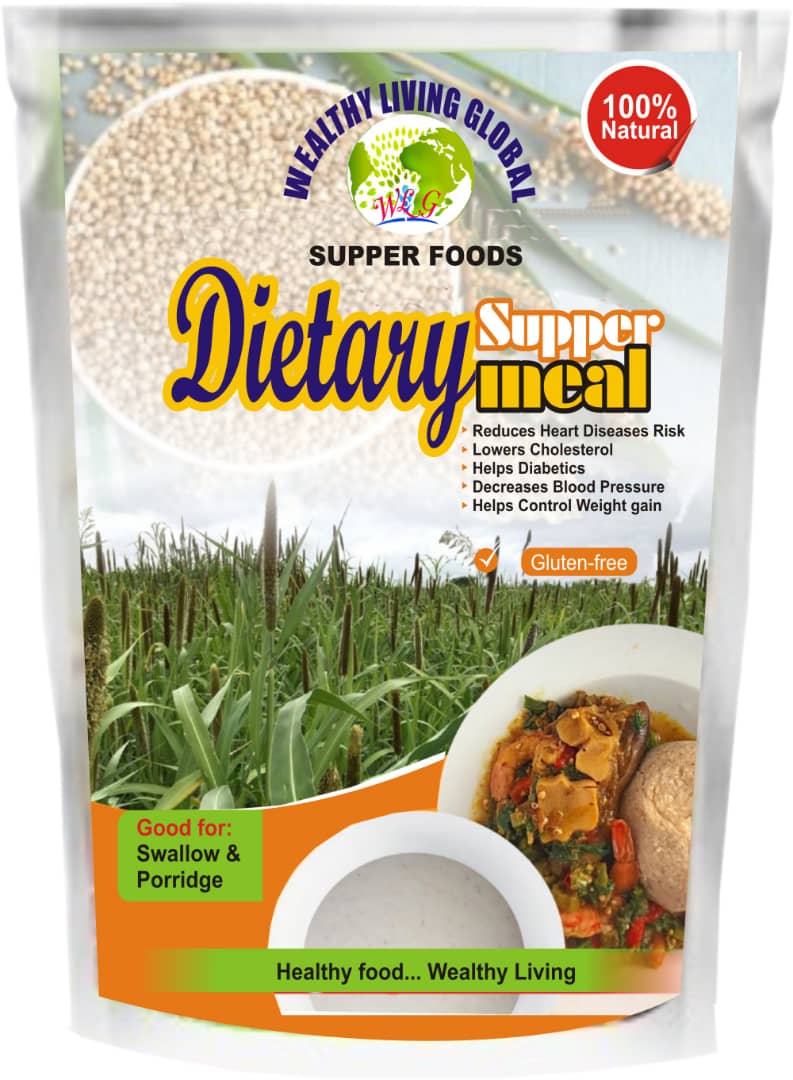 WEALTHY LIVING GLOBAL
100%
Natural
WLG
SUPPER FOODS
Dietary
Supper
meal
Reduces Heart Diseases Risk
Lowers Cholesterol
Helps Diabetics
Decreases Blood Pressure
Helps Control Weight gain
Gluten-free
Good for:
Swallow &
Porridge
Healthy food... Wealthy Living